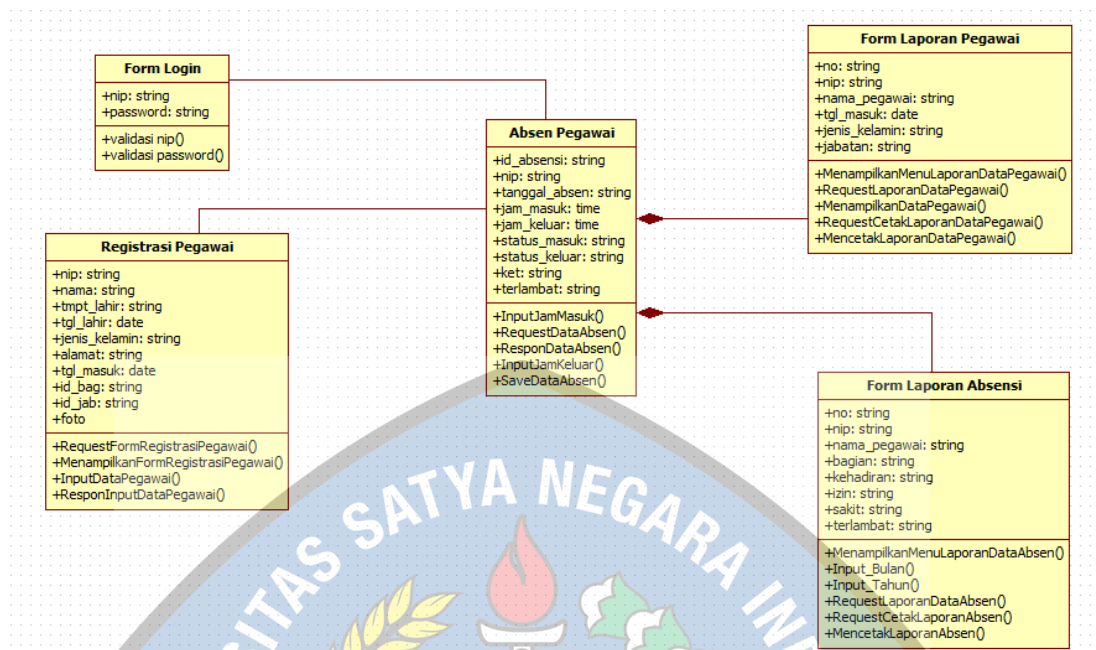 Form Login
+nip: string
+password: string
+validasi nip()
+validasi password()
Registrasi Pegawai
+nip: string
+nama: string
+tmpt_lahir: string
+tgl_lahir: date
+jenis_kelamin: string
+alamat: string
+tgl_masuk: date
+id_bag: string
+id_jab: string
+foto
+RequestFormRegistrasiPegawai()
+MenampilkanFormRegistrasiPegawai()
+InputDataPegawai()
+ResponInputDataPegawai()
Absen Pegawai
+id_absensi: string
+nip: string
+tanggal_absen: string
+jam_masuk: time
+jam_keluar: time
+status_masuk: string
+status_keluar: string
+ket: string
+terlambat: string
+InputJamMasuk()
+RequestDataAbsen()
+ResponDataAbsen()
+InputJamKeluar()
+SaveDataAbsen()
Form Laporan Pegawai
+no: string
+nip: string
+nama_pegawai: string
+tgl_masuk: date
+jenis_kelamin: string
+jabatan: string
+MenampilkanMenuLaporanDataPegawai()
+RequestLaporanDataPegawai()
+MenampilkanDataPegawai()
+RequestCetakLaporanDataPegawai()
+MencetakLaporanDataPegawai()
Form Laporan Absensi
+no: string
+nip: string
+nama_pegawai: string
+bagian: string
+kehadiran: string
+izin: string
+sakit: string
+terlambat: string
+MenampilkanMenuLaporanDataAbsen()
+Input_Bulan()
+Input_Tahun()
+RequestLaporanDataAbsen()
+RequestCetakLaporanAbsen()
+MencetakLaporanAbsen()
SATYA NEGARA